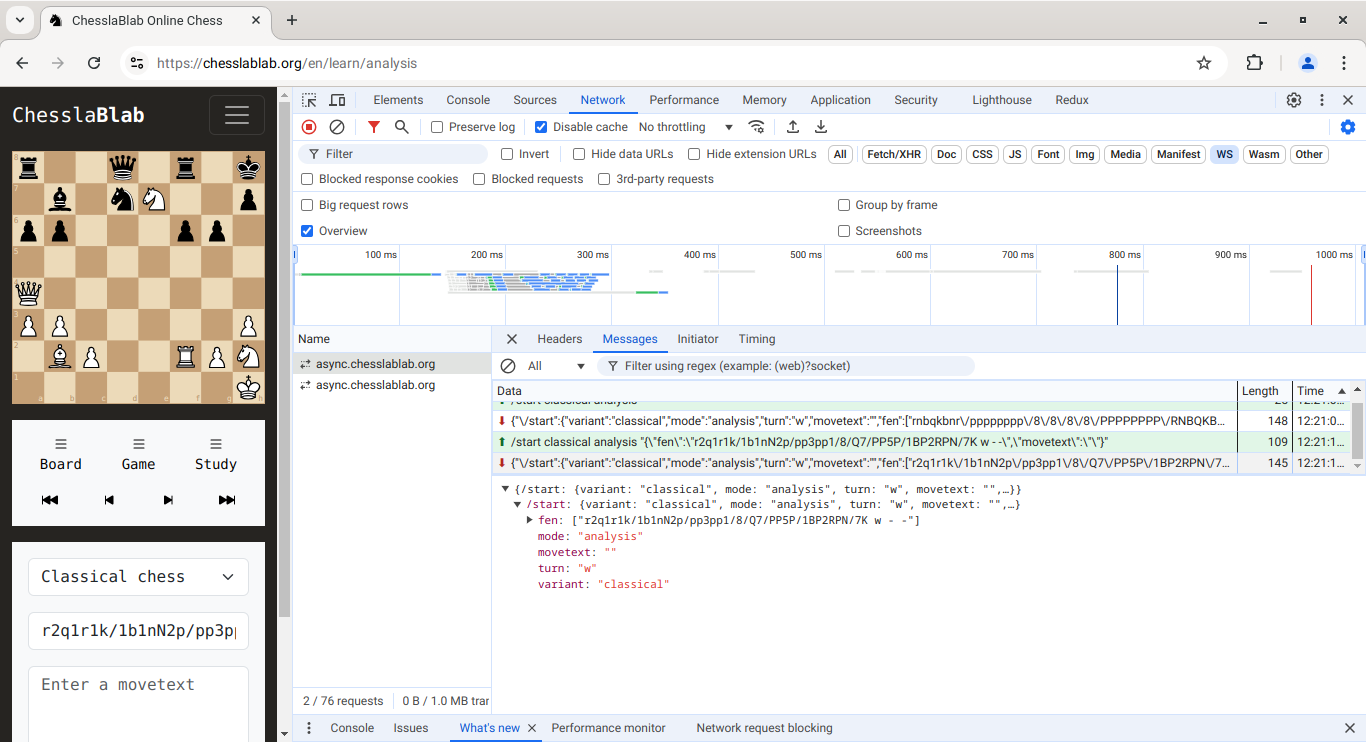 ChesslaBlab Online Chess
https://chesslablab.org/en/learn/analysis
ChesslaBlab
8
7
6
5
3
2
1
a b c d e f g h
Board Game Study
Classical chess
r2q1r1k/1b1nN2p/pp3p
Enter a movetext
Elements Console Sources Network Performance Memory Application Security Lighthouse Redux
Preserve log Disable cache No throttling
Filter Invert Hide data URLs Hide extension URLs All Fetch/XHR Doc CSS JS Font Img Media Manifest WS Wasm Other
Blocked response cookies Blocked requests 3rd-party requests
Big request rows Group by frame
Overview Screenshots
100 ms 200 ms 300 ms 400 ms 500 ms 600 ms 700 ms 800 ms 900 ms 1000 ms
Name
async.chesslablab.org
async.chesslablab.org
Headers Messages Initiator Timing
All Filter using regex (example: (web)?socket)
Data Length Time
/start classical analysis
{"\/start":{"variant":"classical","mode":"analysis","turn":"w","movetext":"","fen":["rnbqkbnr\/pppppppp\/8\/8\/8\/8\/PPPPPPPP\/RNBQKB... 148 12:21:0...
/start classical analysis "{\"fen\":\"r2q1r1k/1b1nN2p/pp3pp1/8/Q7/PP5P/1BP2RPN/7K w - -\",\"movetext\":\"\"}" 109 12:21:1...
{"\/start":{"variant":"classical","mode":"analysis","turn":"w","movetext":"","fen":["r2q1r1k\/1b1nN2p\/pp3pp1\/8\/Q7\/PP5P\/1BP2RPN\/7... 145 12:21:1...
{/start: {variant: "classical", mode: "analysis", turn: "w", movetext: "",…}}
/start: {variant: "classical", mode: "analysis", turn: "w", movetext: "",…}
fen: ["r2q1r1k/1b1nN2p/pp3pp1/8/Q7/PP5P/1BP2RPN/7K w - -"]
mode: "analysis"
movetext: ""
turn: "w"
variant: "classical"
2 / 76 requests 0 B / 1.0 MB tran
Console Issues What's new Performance monitor Network request blocking